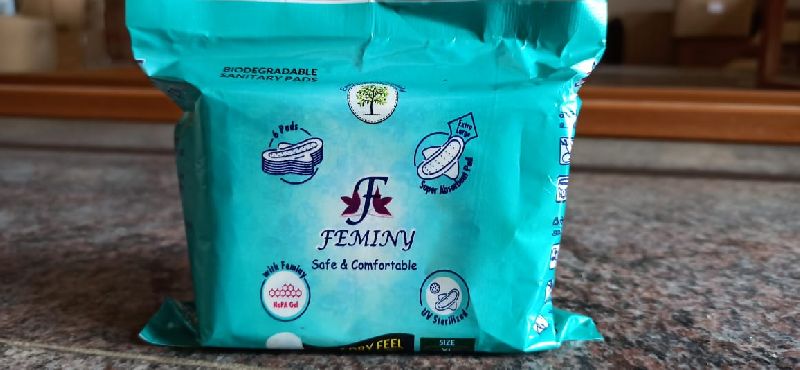 BIODEGRADABLE
SANITARY PADS
6 Pads
Extra
Large
Super Absorbent Pad
F
FEMINY
Safe & Comfortable
With Feminy
NaPA Gel
UV Sterilized
DRY FEEL
SIZE